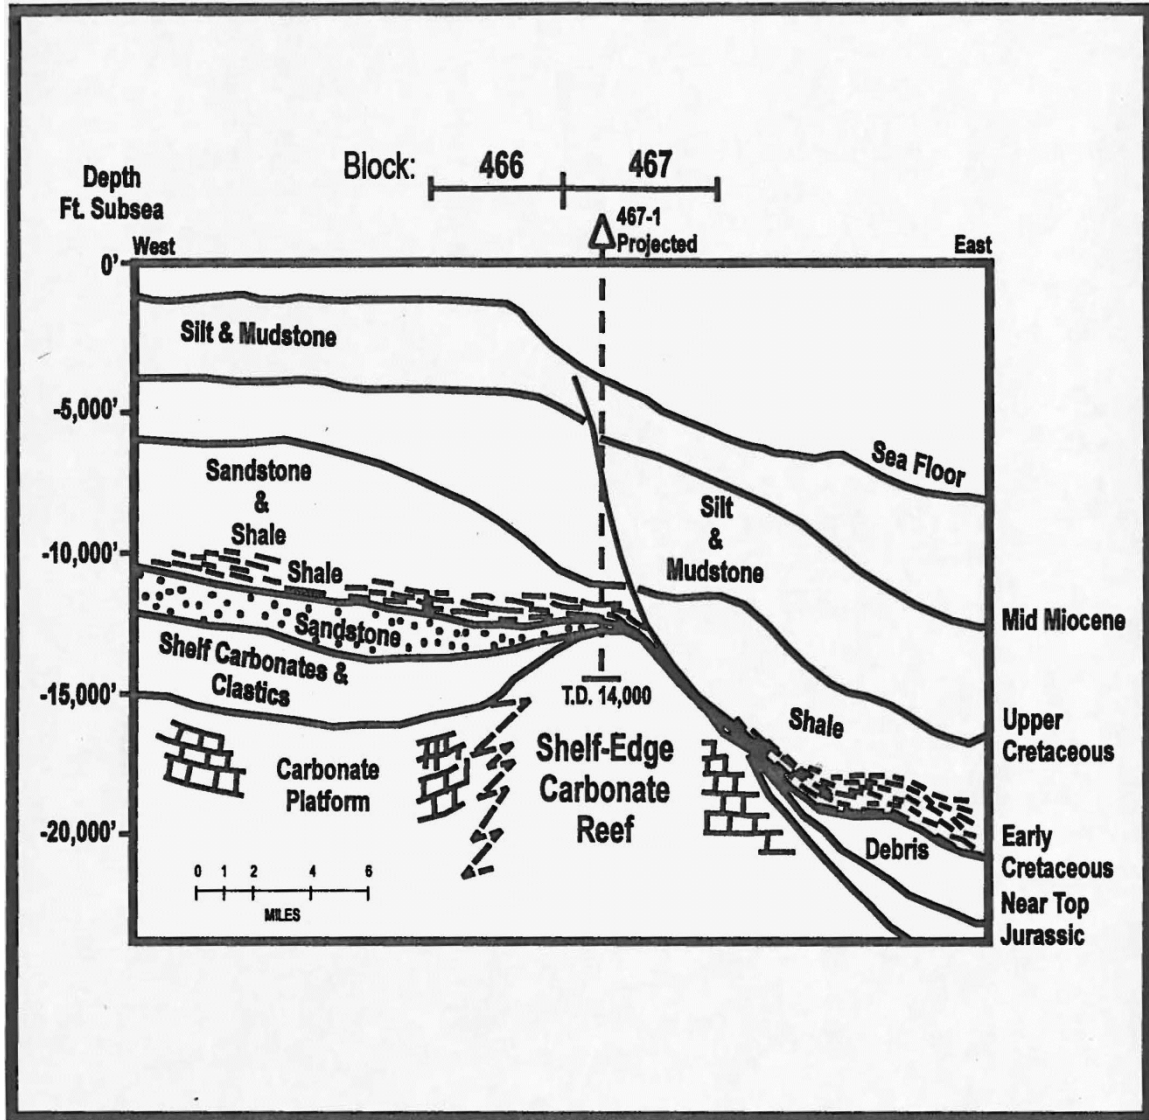 Block: 466 467
Depth
Ft. Subsea
467-1
Projected
West
East
0'
Silt & Mudstone
-5,000'
Sea Floor
Sandstone
&
Shale
Silt
&
Mudstone
-10,000'
Shale
Mid Miocene
Sandstone
Shelf Carbonates &
Clastics
-15,000'
T.D. 14,000
Shale
Upper
Cretaceous
Shelf-Edge
Carbonate
Reef
Carbonate
Platform
-20,000'
Debris
Early
Cretaceous
0 1 2 4 6
MILES
Near Top
Jurassic